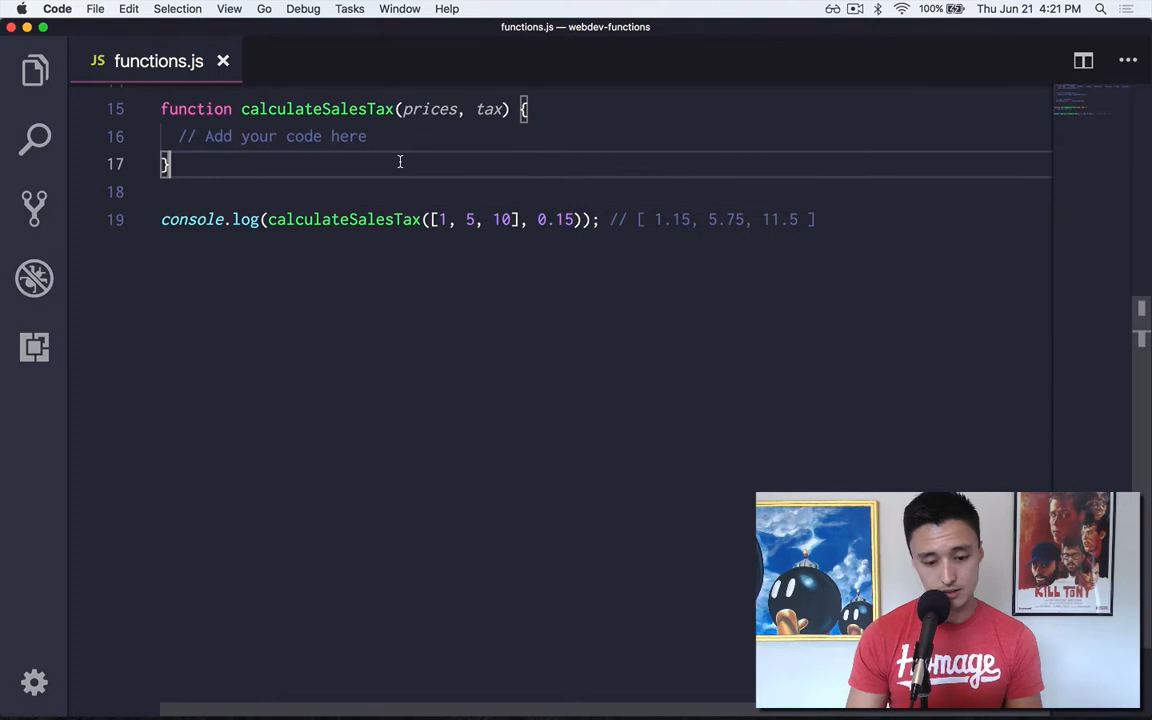 Code File Edit Selection View Go Debug Tasks Window Help 100% Thu Jun 21 4:21 PM
functions.js — webdev-functions
JS functions.js
15 function calculateSalesTax(prices, tax) {
16 // Add your code here
17 }
18
19 console.log(calculateSalesTax([1, 5, 10], 0.15)); // [ 1.15, 5.75, 11.5 ]
KILL TONY
Homage